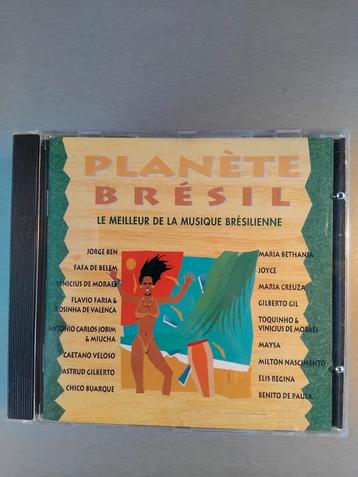 PLANÈTE
BRÉSIL
LE MEILLEUR DE LA MUSIQUE BRÉSILIENNE
JORGE BEN
FAFA DE BELEM
VINICIUS DE MORAES
FLAVIO FARIA &
ROSINHA DE VALENÇA
ANTONIO CARLOS JOBIM
& MIUCHA
CAETANO VELOSO
ASTRUD GILBERTO
CHICO BUARQUE
MARIA BETHANIA
JOYCE
MARIA CREUZA
GILBERTO GIL
TOQUINHO &
VINICIUS DE MORAES
MAYSA
MILTON NASCIMENTO
ELIS REGINA
BENITO DE PAULA